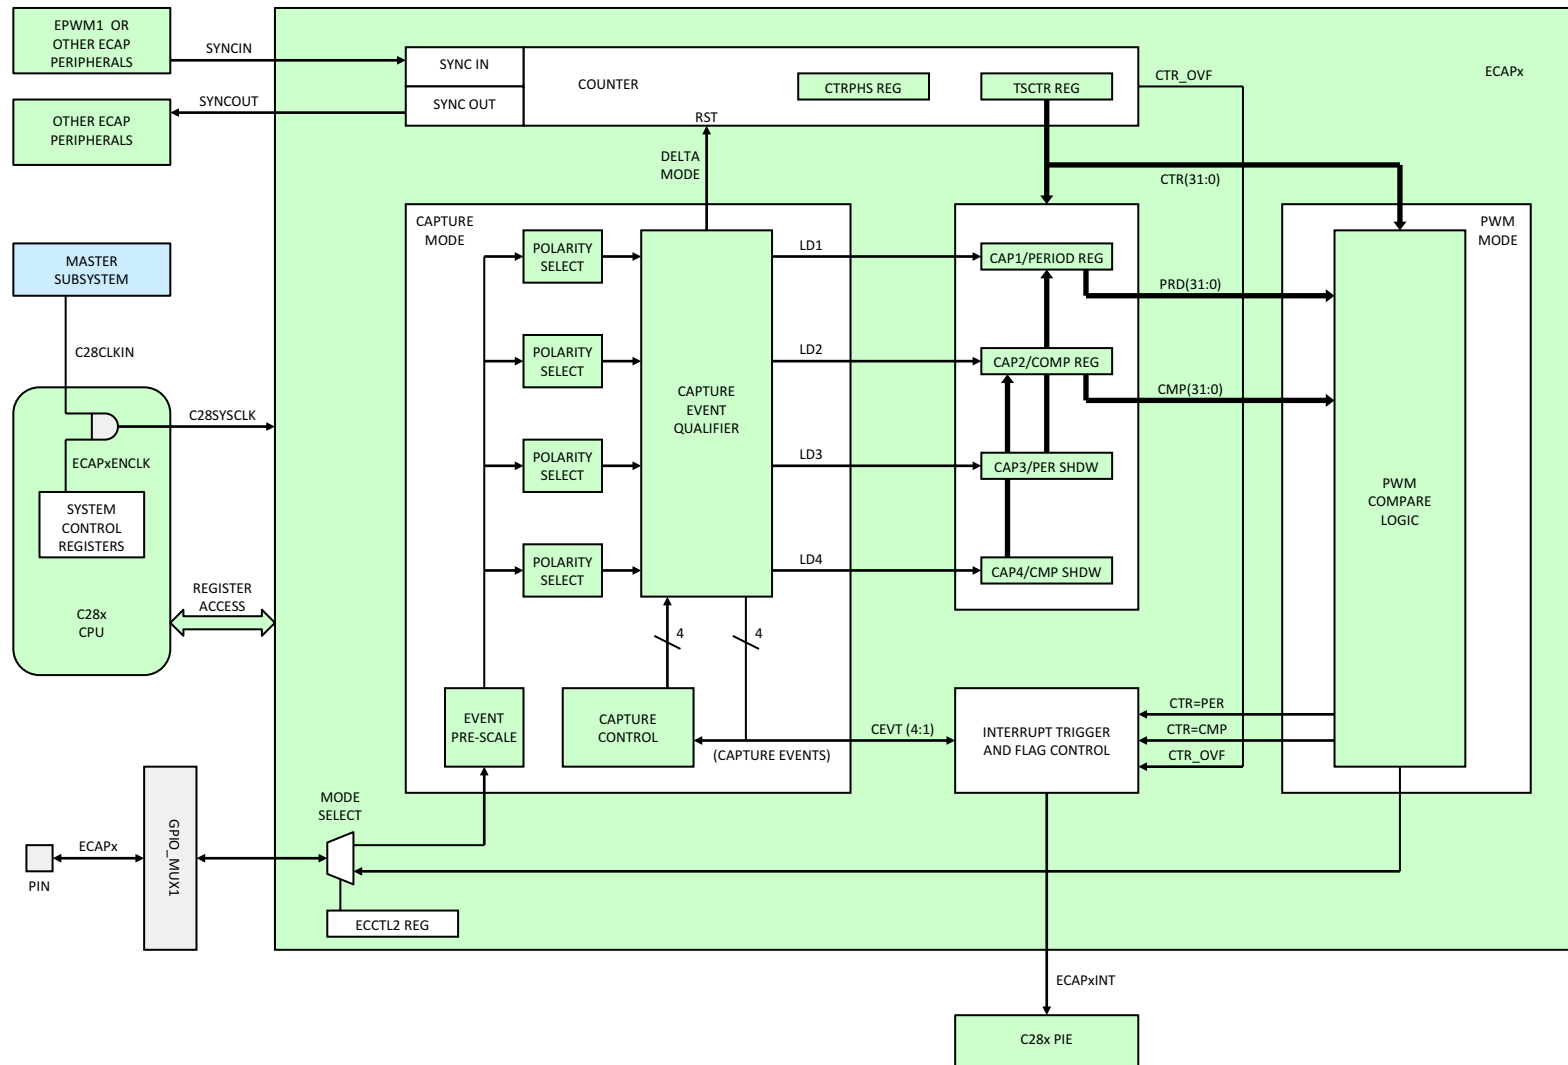 EPWM1 OR
OTHER ECAP
PERIPHERALS
SYNCIN
SYNC IN
COUNTER
CTRPHS REG
TSCTR REG
CTR_OVF
ECAPx
SYNCOUT
SYNC OUT
OTHER ECAP
PERIPHERALS
RST
DELTA
MODE
CTR(31:0)
CAPTURE
MODE
PWM
MODE
POLARITY
SELECT
LD1
CAP1/PERIOD REG
PRD(31:0)
MASTER
SUBSYSTEM
C28CLKIN
POLARITY
SELECT
LD2
CAP2/COMP REG
CMP(31:0)
CAPTURE
EVENT
QUALIFIER
C28SYSCLK
ECAPxENCLK
POLARITY
SELECT
LD3
CAP3/PER SHDW
PWM
COMPARE
LOGIC
SYSTEM
CONTROL
REGISTERS
POLARITY
SELECT
LD4
CAP4/CMP SHDW
REGISTER
ACCESS
C28x
CPU
4
4
EVENT
PRE-SCALE
CAPTURE
CONTROL
CEVT (4:1)
(CAPTURE EVENTS)
INTERRUPT TRIGGER
AND FLAG CONTROL
CTR=PER
CTR=CMP
CTR_OVF
MODE
SELECT
GPIO_MUX1
ECAPx
PIN
ECCTL2 REG
ECAPxINT
C28x PIE